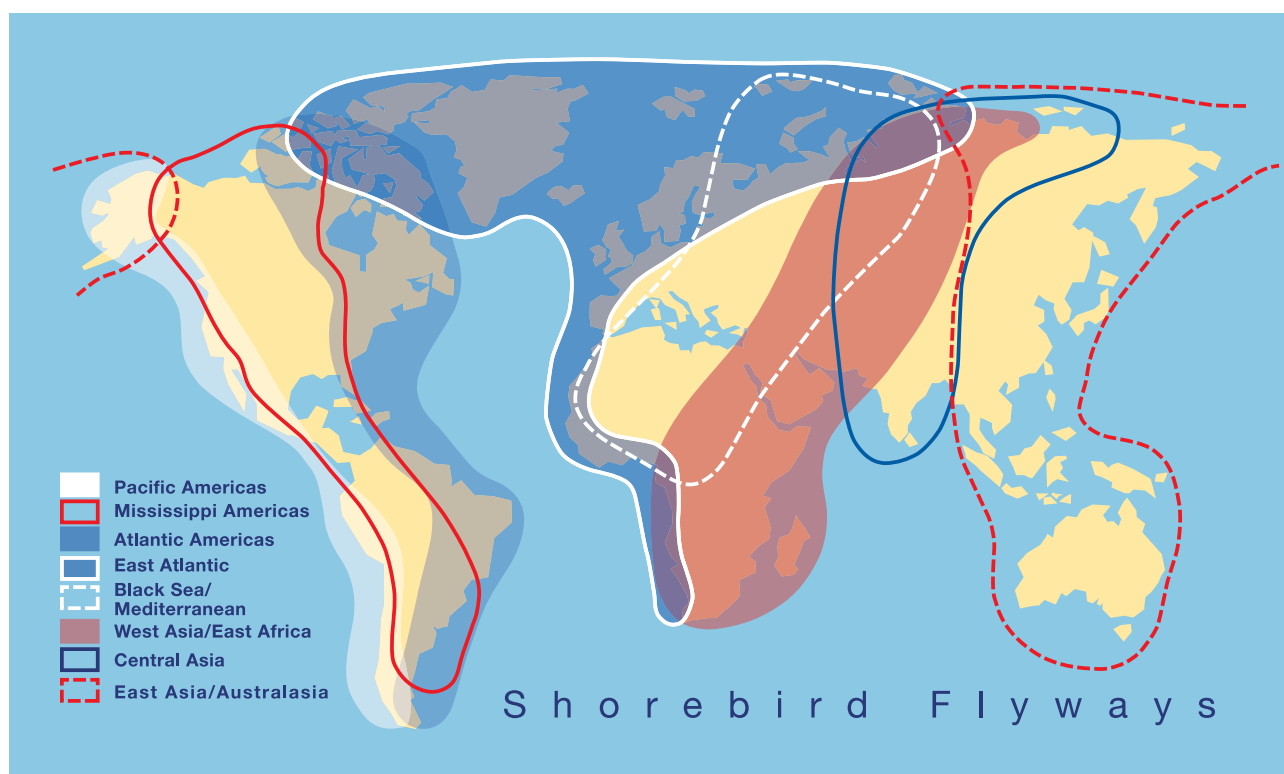 Pacific Americas
Mississippi Americas
Atlantic Americas
East Atlantic
Black Sea/
Mediterranean
West Asia/East Africa
Central Asia
East Asia/Australasia
Shorebird Flyways